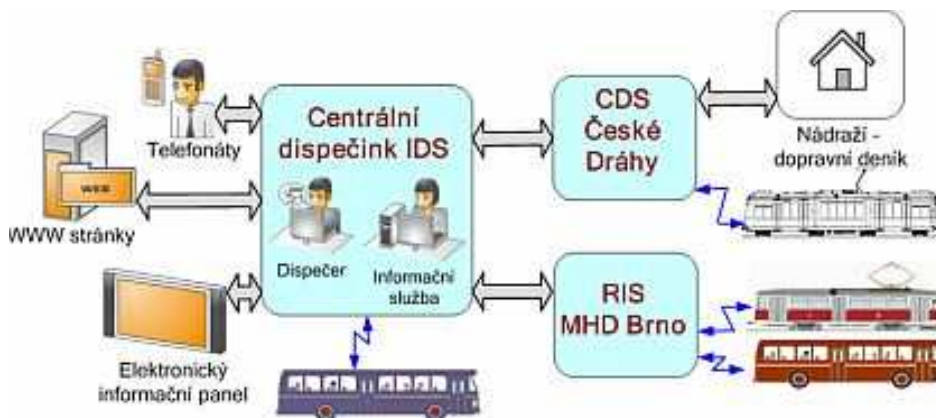 Telefonáty
WEB
WWW stránky
Elektronický
informační panel
Centrální
dispečink IDS
Dispečer
Informační
služba
CDS
České
Dráhy
Nádraží -
dopravní deník
RIS
MHD Brno